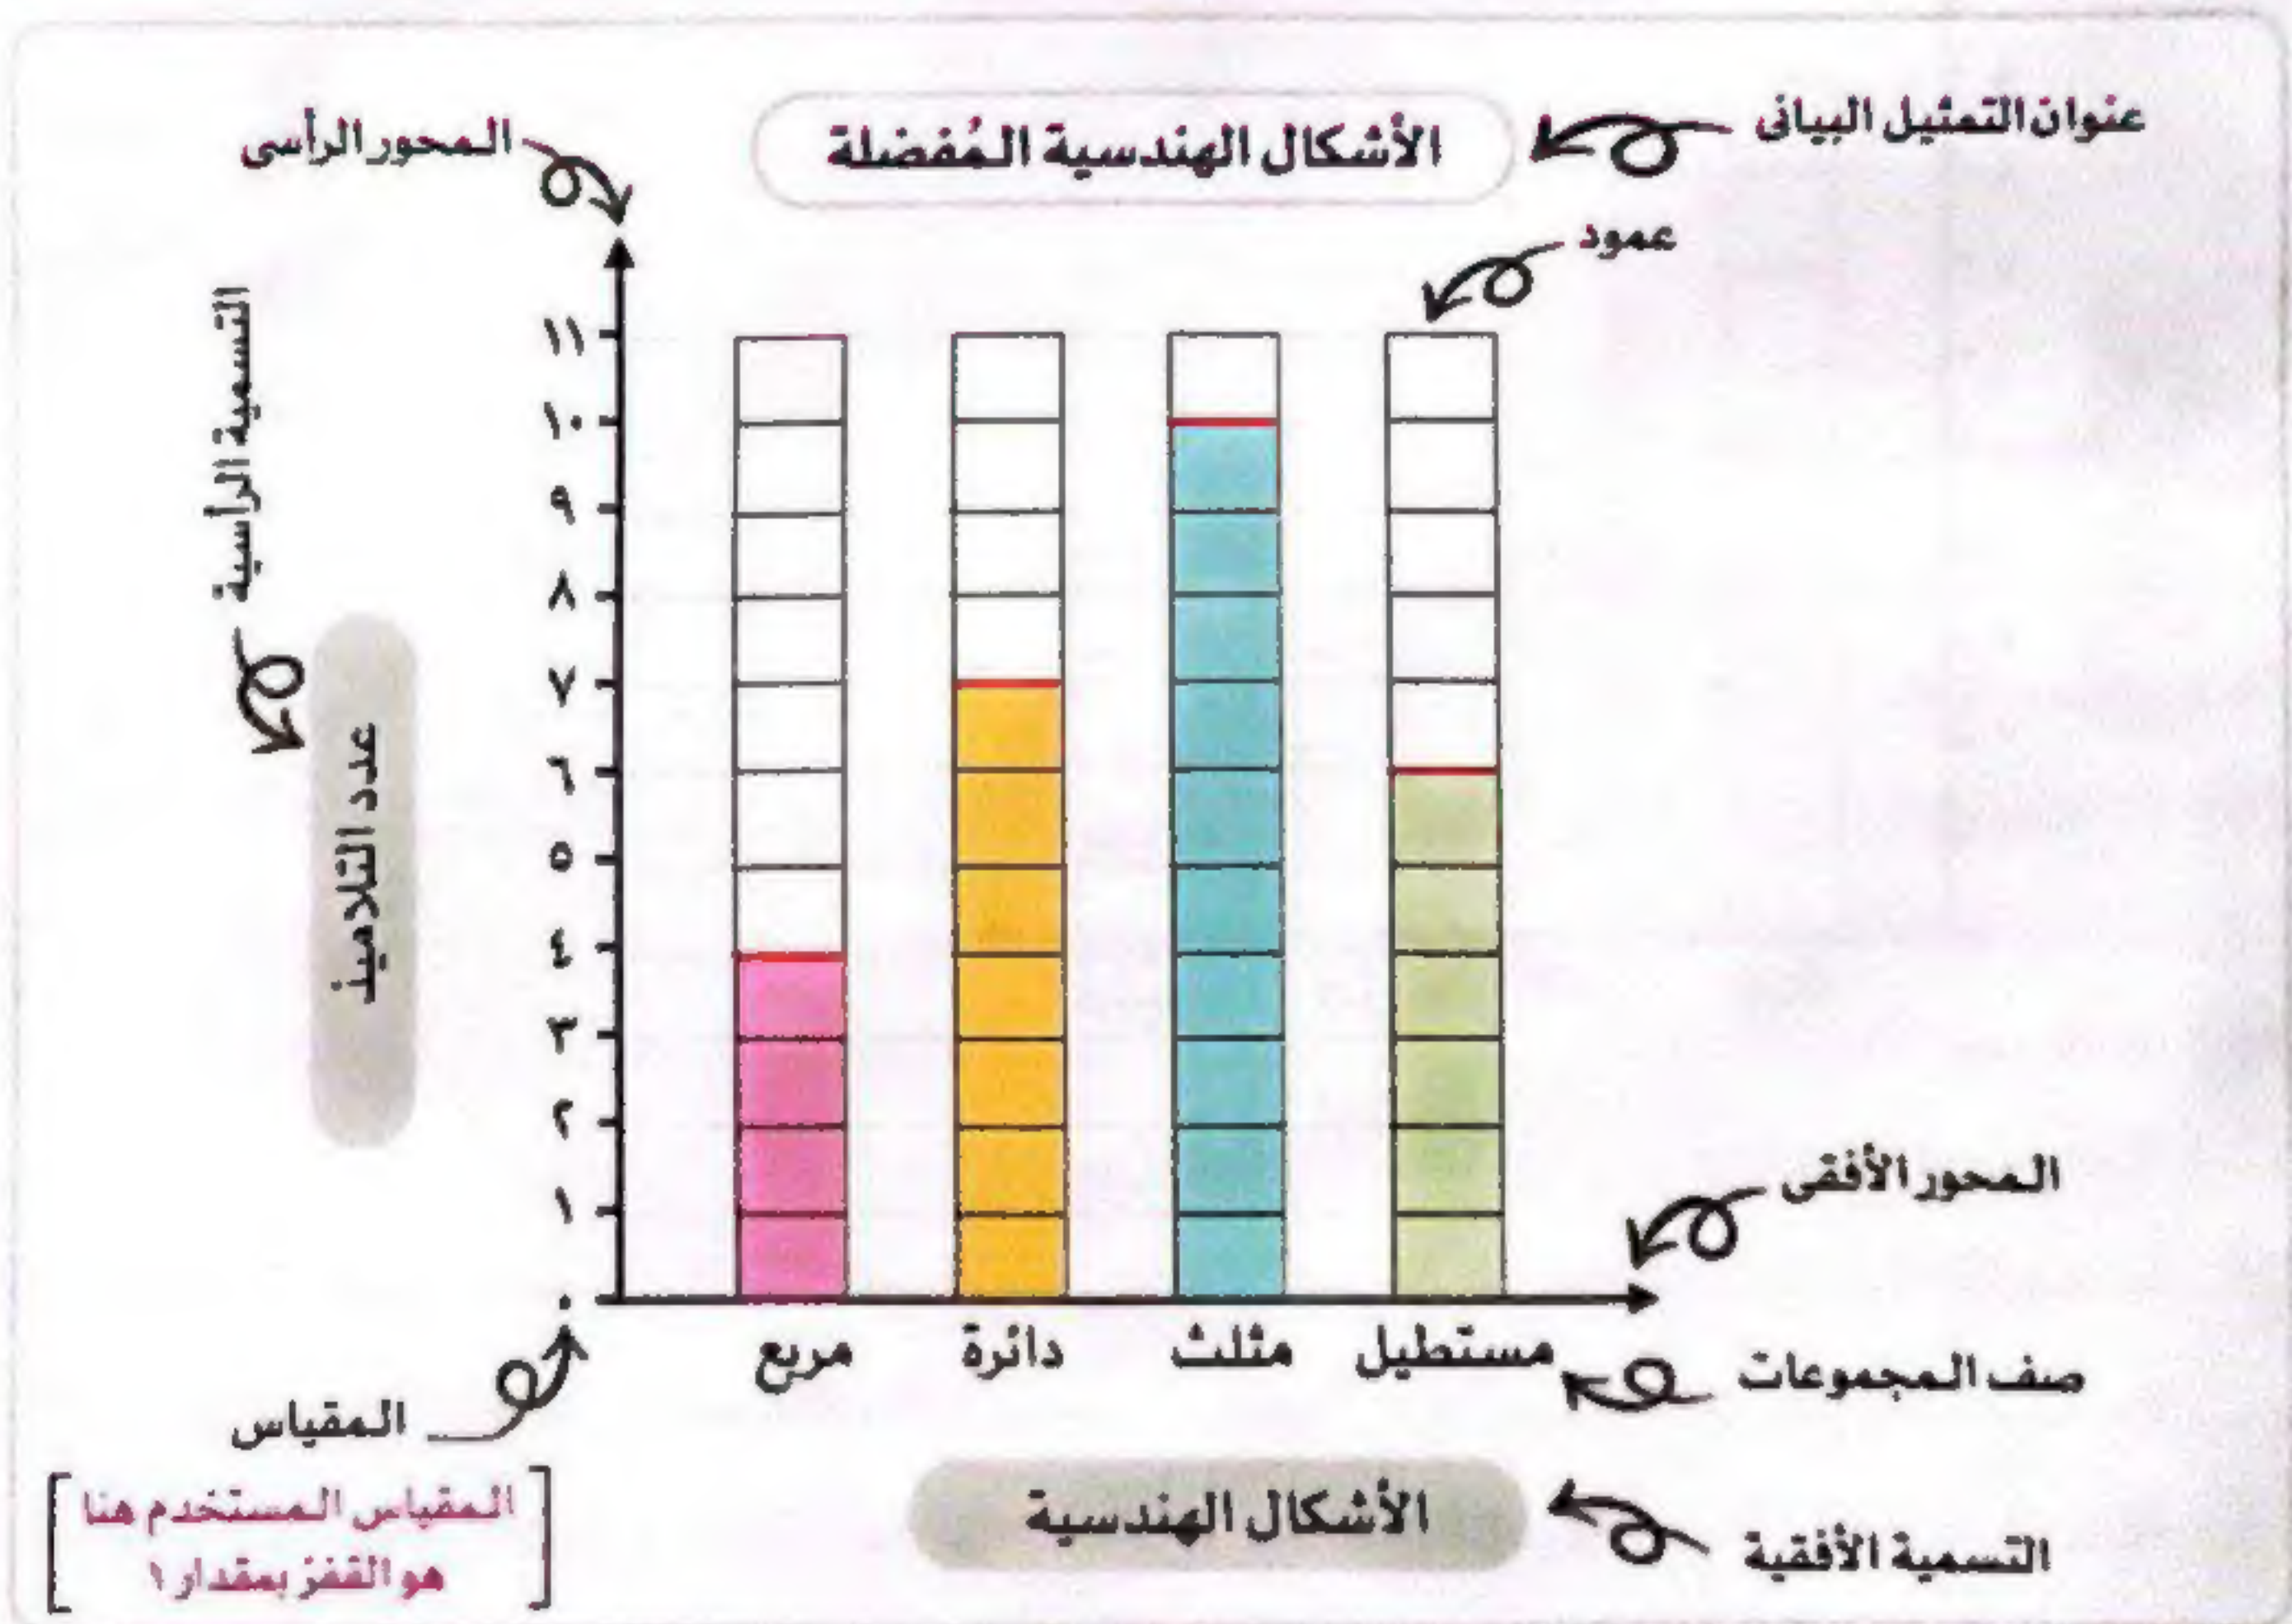 عنوان التمثيل البيانى
الأشكال الهندسية المُفضلة
المحور الرأسى
عمود
التسمية الرأسية
عدد التلاميذ
١١
١٠
٩
٨
٧
٦
٥
٤
٣
٢
١
٠
المحور الأفقى
مربع دائرة مثلث مستطيل
صف المجموعات
المقياس
المقياس المستخدم هنا
هو القفز بمقدار ١
الأشكال الهندسية
التسمية الأفقية